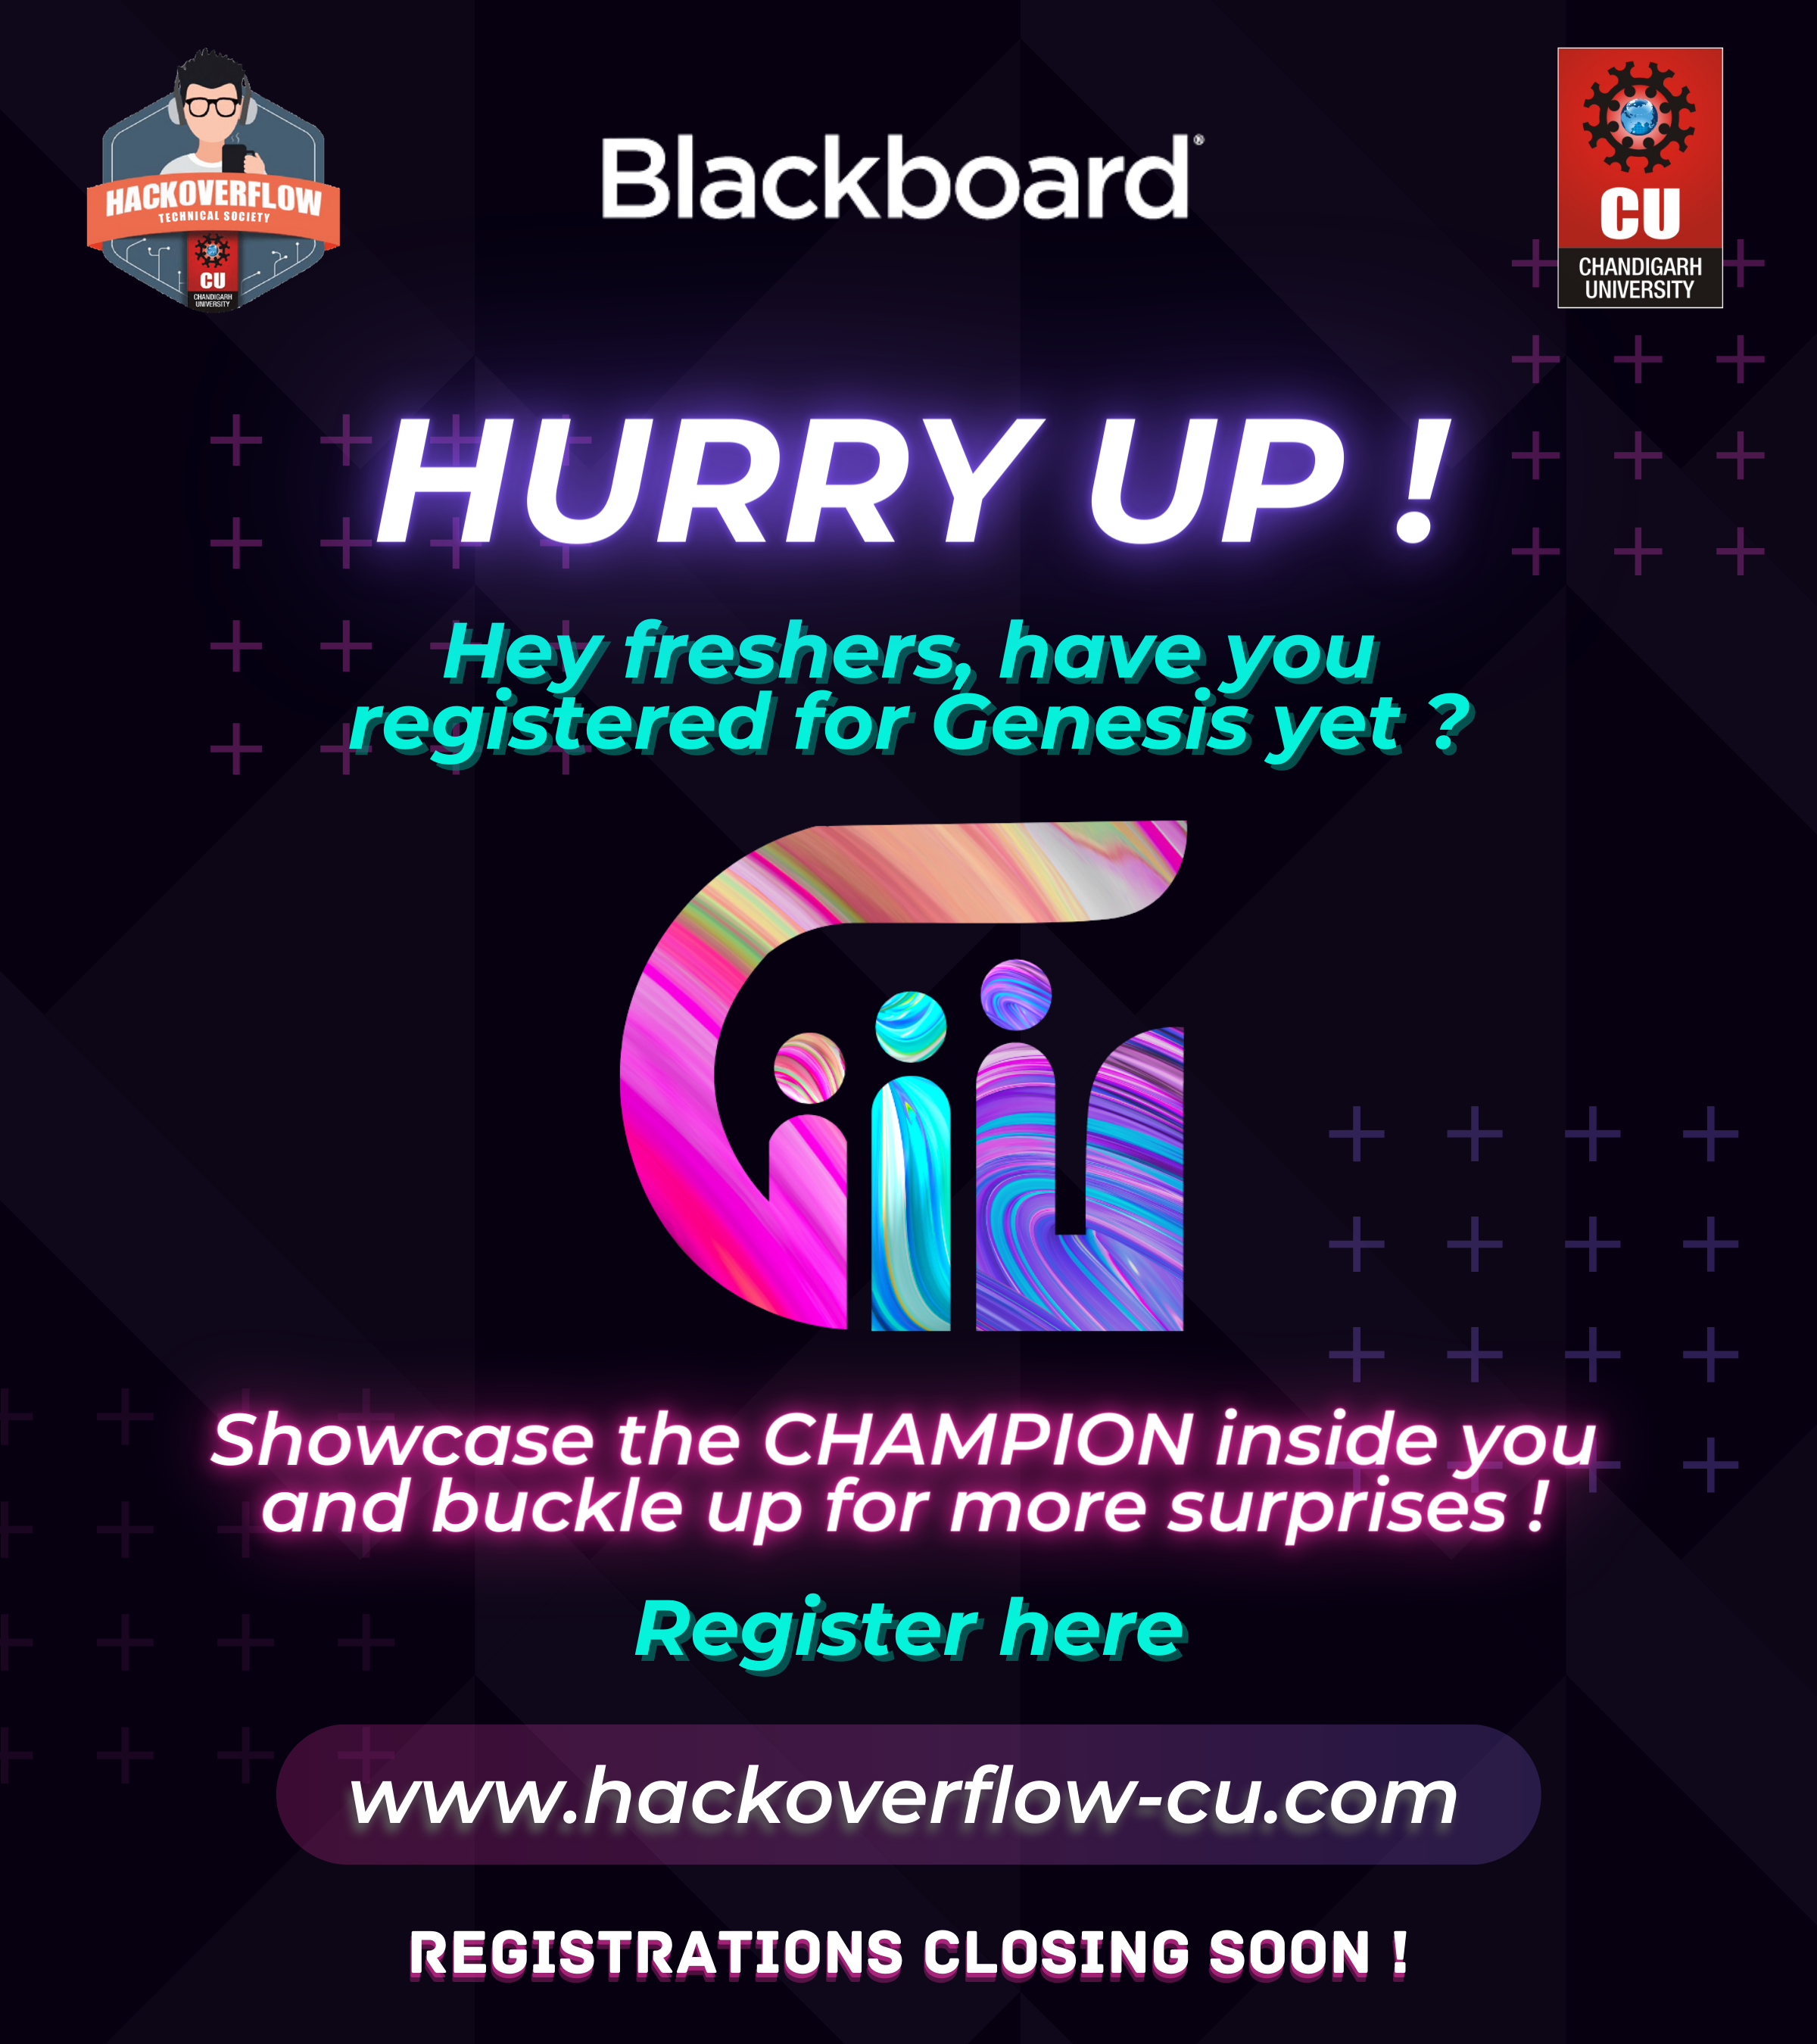 HACKOVERFLOW
TECHNICAL SOCIETY
CU
CHANDIGARH
UNIVERSITY
Blackboard
CU
CHANDIGARH
UNIVERSITY
HURRY UP !
Hey freshers, have you
registered for Genesis yet ?
Showcase the CHAMPION inside you
and buckle up for more surprises !
Register here
www.hackoverflow-cu.com
REGISTRATIONS CLOSING SOON !